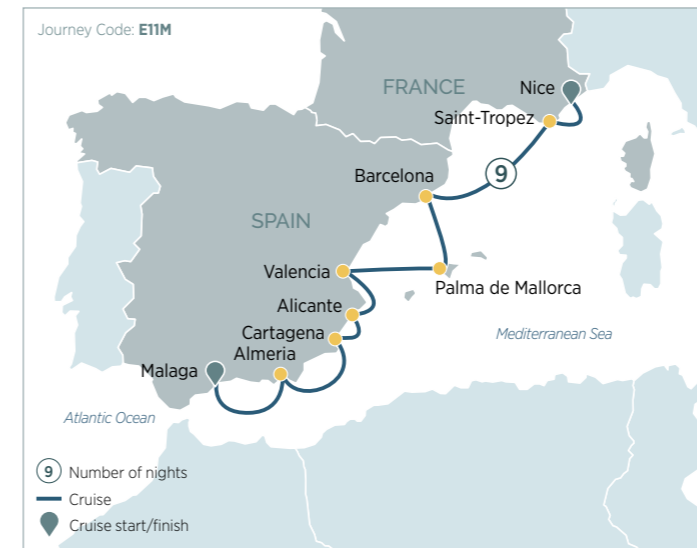 Journey Code: E11M
FRANCE
Nice
Saint-Tropez
Barcelona
9
SPAIN
Valencia
Palma de Mallorca
Alicante
Cartagena
Mediterranean Sea
Almeria
Malaga
Atlantic Ocean
9 Number of nights
Cruise
Cruise start/finish